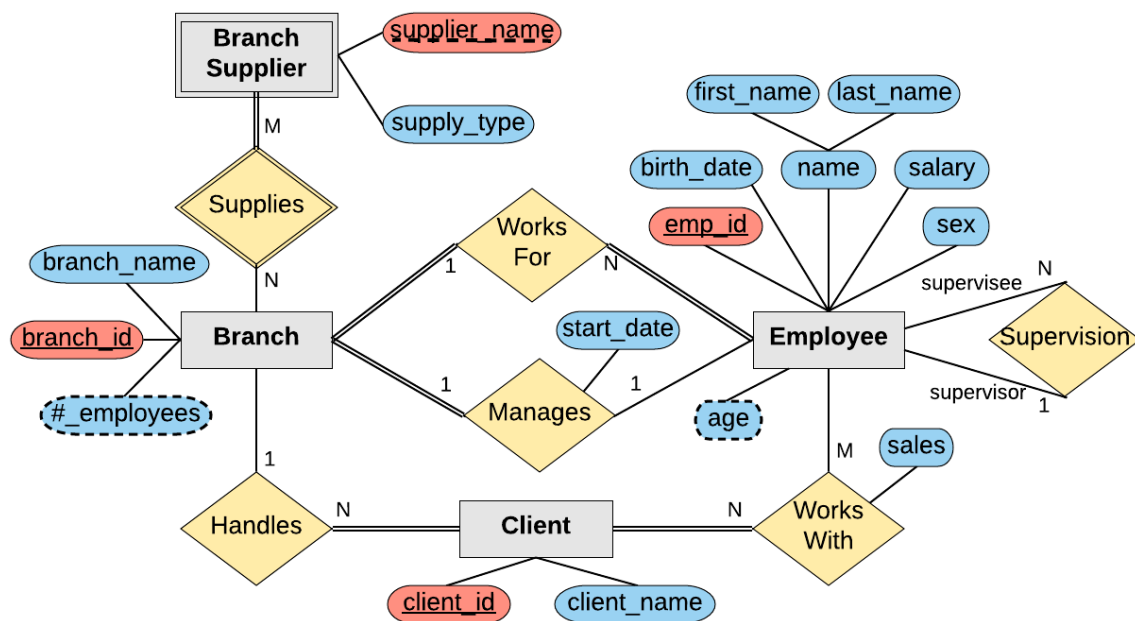 Branch
Supplier
supplier_name
supply_type
M
Supplies
N
first_name
last_name
birth_date
name
salary
emp_id
sex
Works
For
1
N
branch_name
branch_id
#_employees
Branch
start_date
Manages
1
1
Employee
age
supervisee
N
Supervision
supervisor
1
M
sales
Works
With
1
Handles
N
Client
N
client_id
client_name